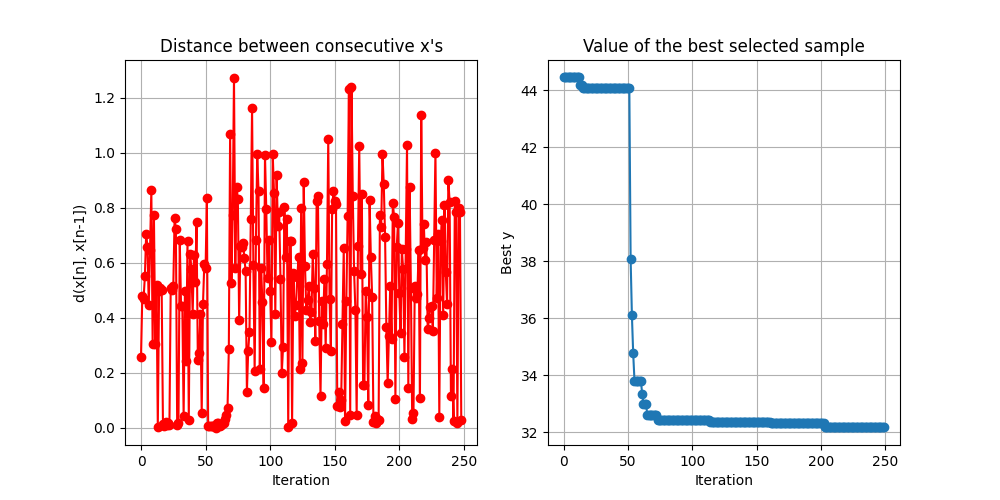 Distance between consecutive x's
d(x[n], x[n-1])
1.2
1.0
0.8
0.6
0.4
0.2
0.0
0 50 100 150 200 250
Iteration
Value of the best selected sample
Best y
44
42
40
38
36
34
32
0 50 100 150 200 250
Iteration